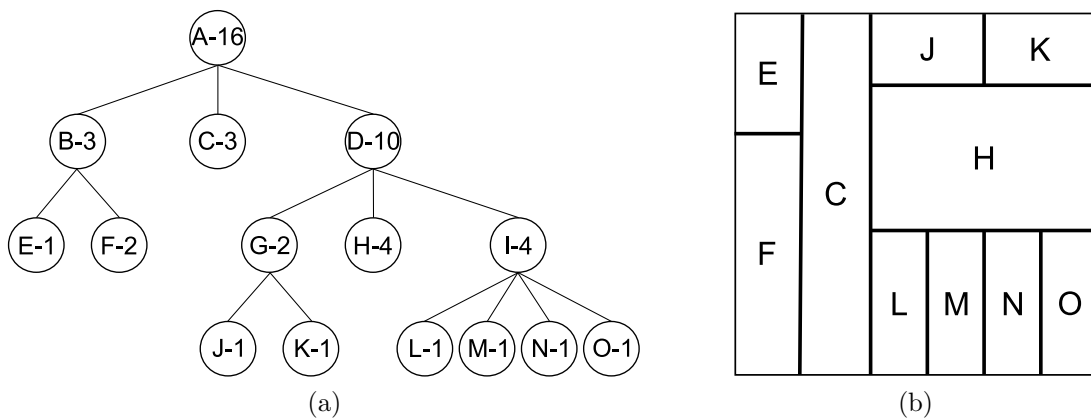 A-16
B-3 C-3 D-10
E-1 F-2 G-2 H-4 I-4
J-1 K-1 L-1 M-1 N-1 O-1
(a)
E J K
C H
F
L M N O
(b)